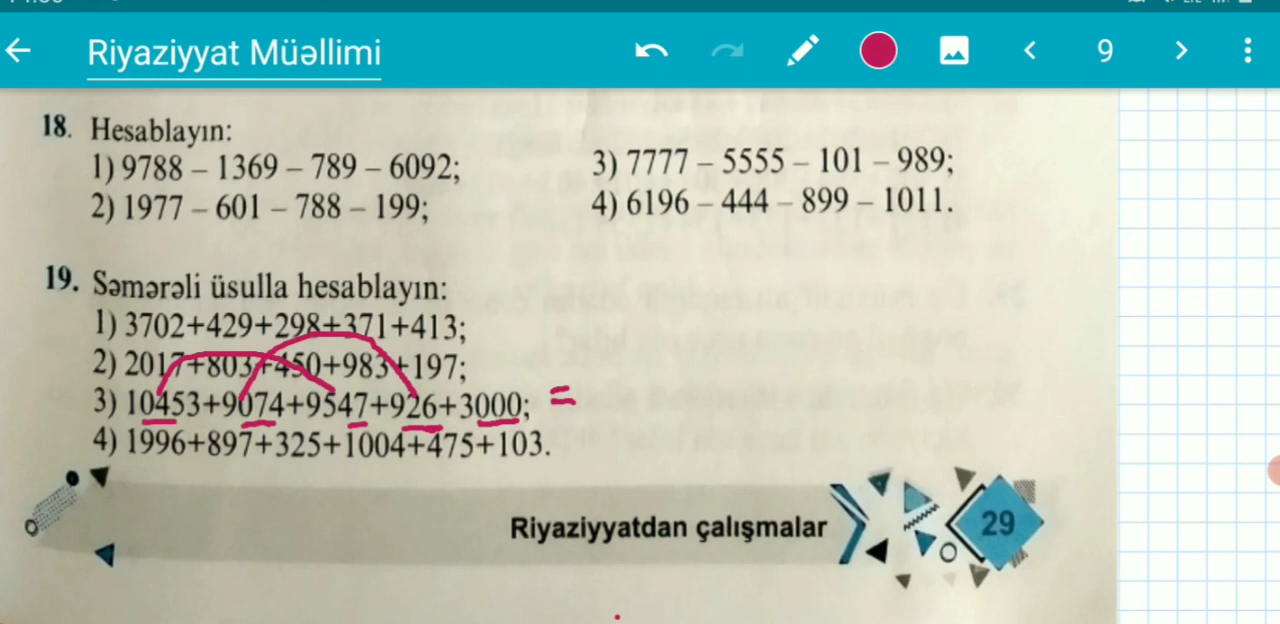 Riyaziyyat Müəllimi
9
18. Hesablayın:
1) 9788 – 1369 – 789 – 6092;
2) 1977 – 601 – 788 – 199;
3) 7777 – 5555 – 101 – 989;
4) 6196 – 444 – 899 – 1011.
19. Səmərəli üsulla hesablayın:
1) 3702+429+298+371+413;
2) 2017+803+450+983+197;
3) 10453+9074+9547+926+3000; =
4) 1996+897+325+1004+475+103.
Riyaziyyatdan çalışmalar
29